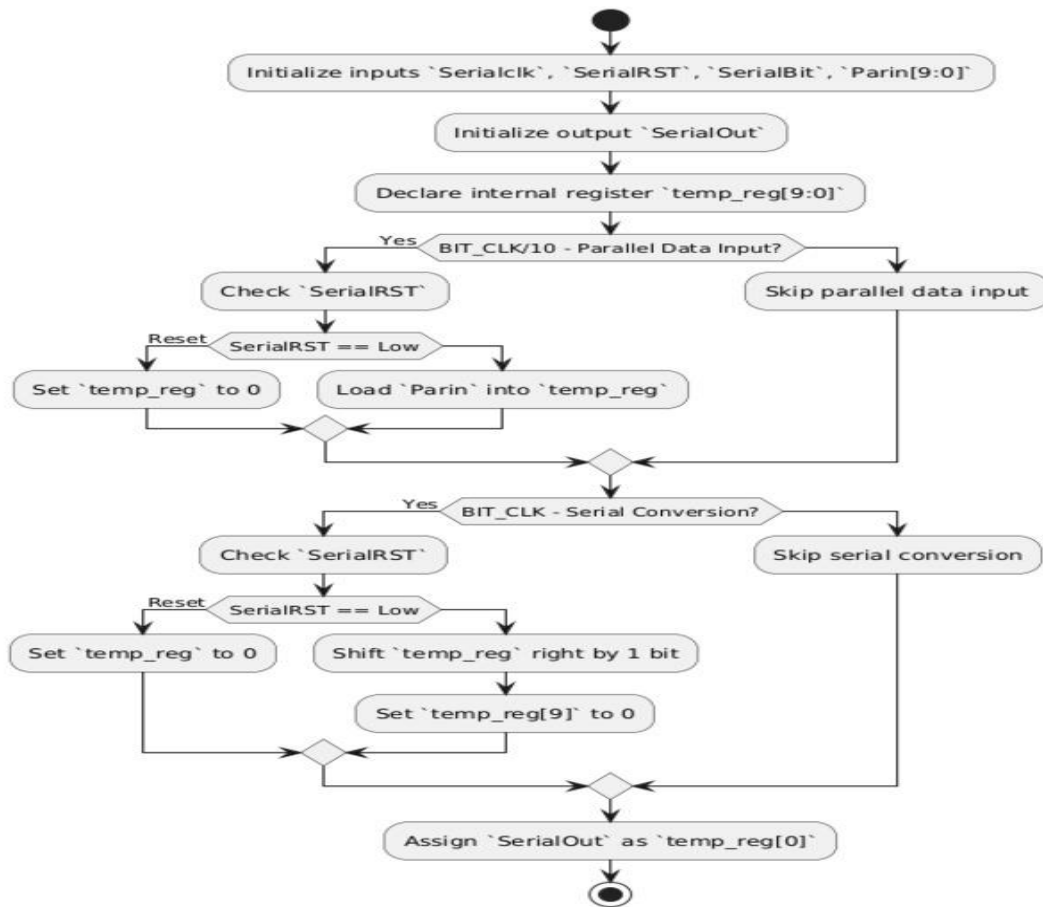 Initialize inputs `Serialclk`, `SerialRST`, `SerialBit`, `Parin[9:0]`
Initialize output `SerialOut`
Declare internal register `temp_reg[9:0]`
Yes
BIT_CLK/10 - Parallel Data Input?
Check `SerialRST`
Skip parallel data input
Reset
SerialRST == Low
Set `temp_reg` to 0
Load `Parin` into `temp_reg`
Yes
BIT_CLK - Serial Conversion?
Check `SerialRST`
Skip serial conversion
Reset
SerialRST == Low
Set `temp_reg` to 0
Shift `temp_reg` right by 1 bit
Set `temp_reg[9]` to 0
Assign `SerialOut` as `temp_reg[0]`